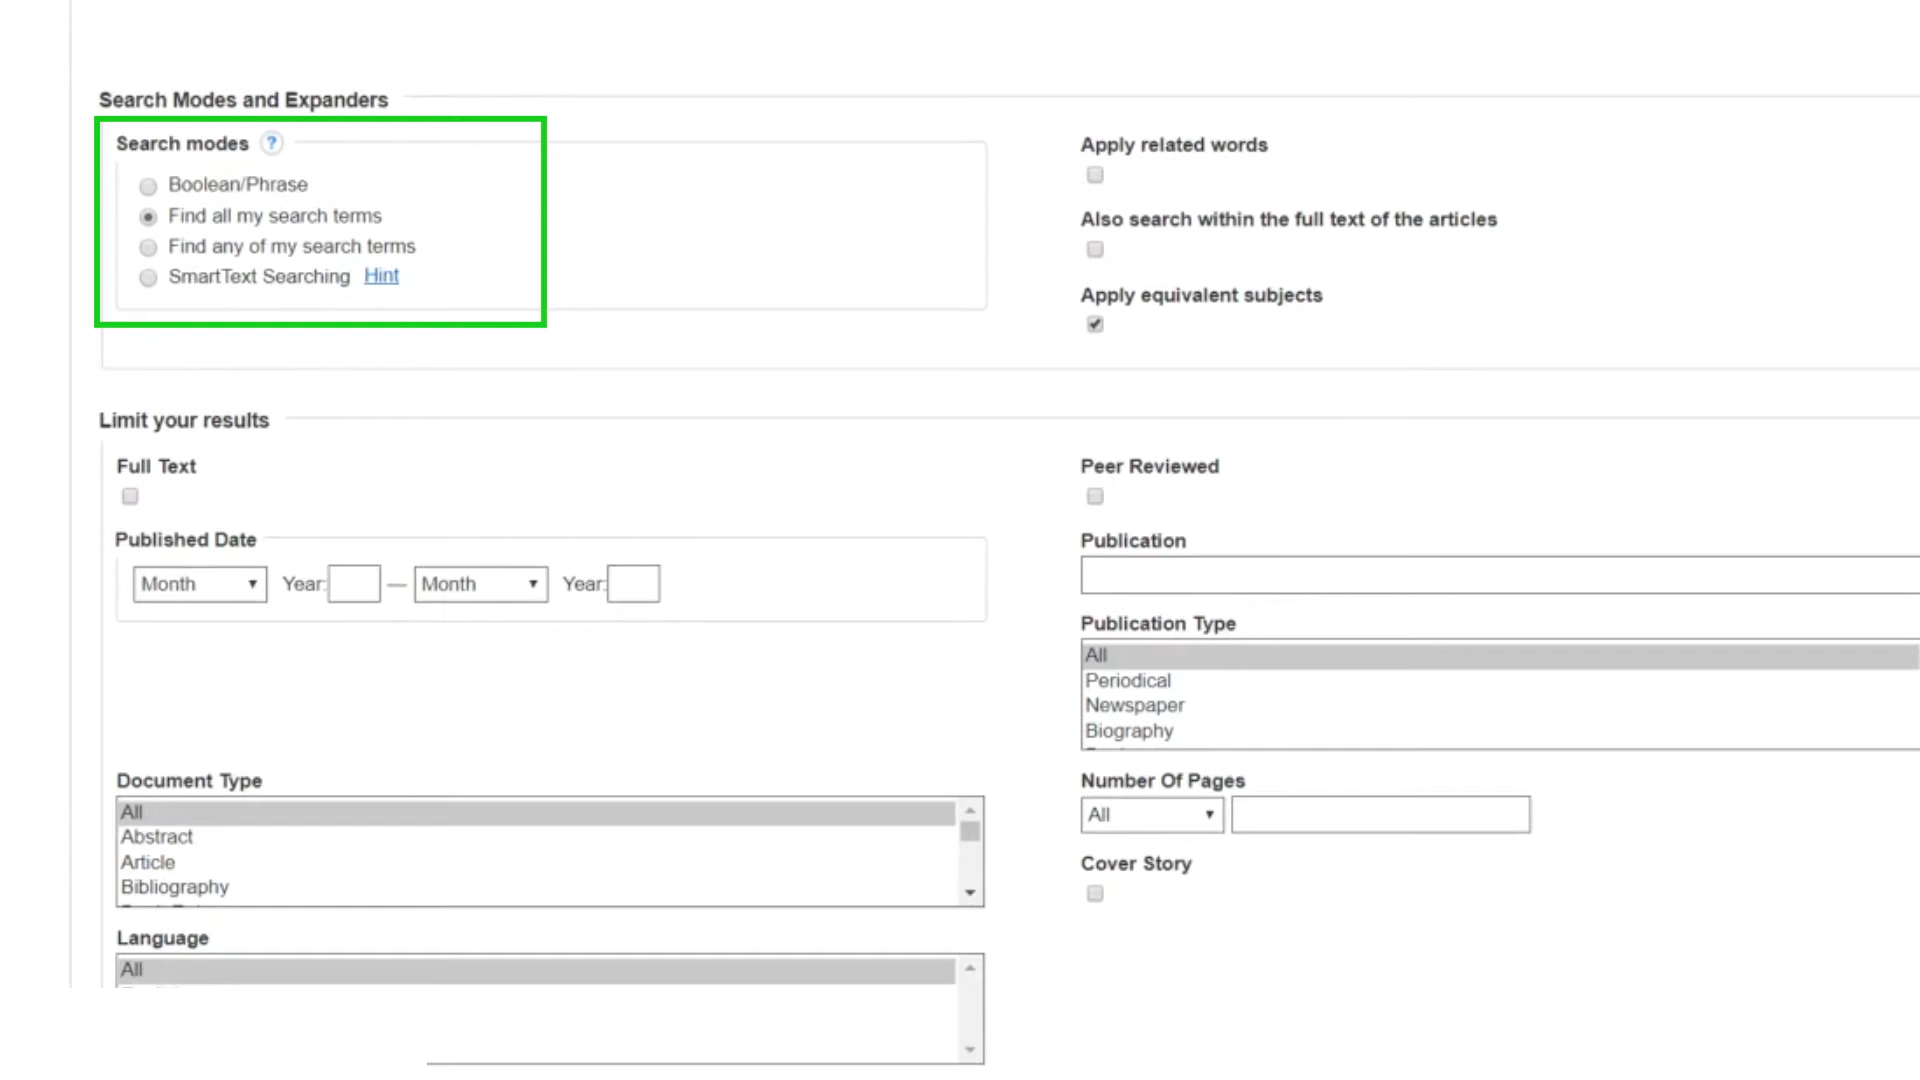 Search Modes and Expanders
Search modes ?
Boolean/Phrase
Find all my search terms
Find any of my search terms
SmartText Searching Hint
Apply related words
Also search within the full text of the articles
Apply equivalent subjects
Limit your results
Full Text
Published Date
Month Year: — Month Year:
Document Type
All
Abstract
Article
Bibliography
Language
All
Peer Reviewed
Publication
Publication Type
All
Periodical
Newspaper
Biography
Number Of Pages
All
Cover Story